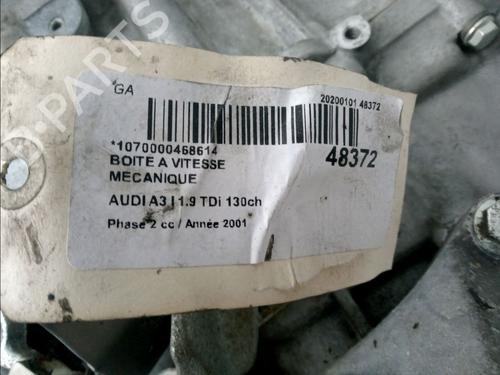 GA
20200101 48372
*1070000468614
48372
BOITE A VITESSE
MECANIQUE
AUDI A3 I 1.9 TDi 130ch
Phase 2 cc / Année 2001
PARTS